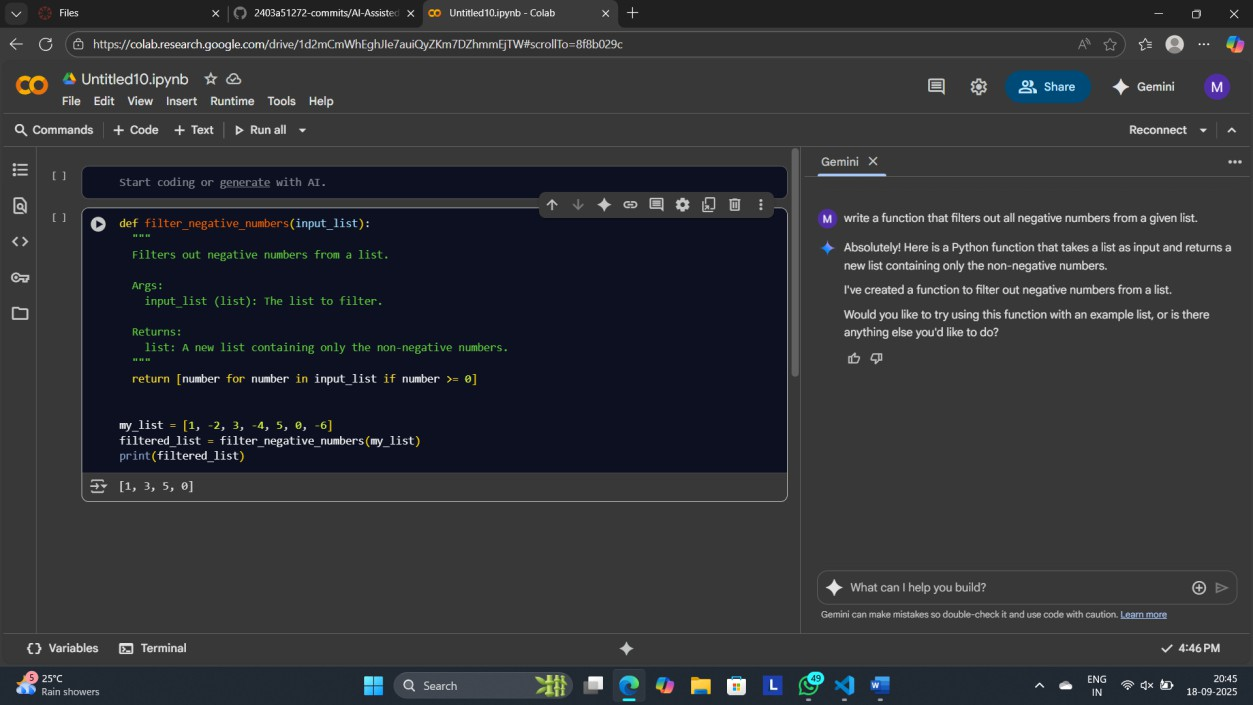 Files
2403a51272-commits/AI-Assisted
Untitled10.ipynb - Colab
https://colab.research.google.com/drive/1d2mCmWhEghJIe7auiQyZKm7DZhmmEjTW#scrollTo=8f8b029c
Untitled10.ipynb
File Edit View Insert Runtime Tools Help
Share
Gemini
M
Commands + Code + Text Run all
Reconnect
[ ] Start coding or generate with AI.
[ ] def filter_negative_numbers(input_list):
"""
Filters out negative numbers from a list.
Args:
input_list (list): The list to filter.
Returns:
list: A new list containing only the non-negative numbers.
"""
return [number for number in input_list if number >= 0]
my_list = [1, -2, 3, -4, 5, 0, -6]
filtered_list = filter_negative_numbers(my_list)
print(filtered_list)
[1, 3, 5, 0]
Gemini
M write a function that filters out all negative numbers from a given list.
Absolutely! Here is a Python function that takes a list as input and returns a
new list containing only the non-negative numbers.
I've created a function to filter out negative numbers from a list.
Would you like to try using this function with an example list, or is there
anything else you'd like to do?
What can I help you build?
Gemini can make mistakes so double-check it and use code with caution. Learn more
Variables Terminal
4:46 PM
5
25°C
Rain showers
Search
L
49
W
ENG
IN
20:45
18-09-2025